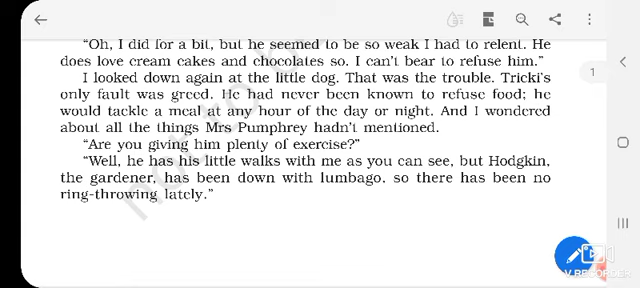 “Oh, I did for a bit, but he seemed to be so weak I had to relent. He
does love cream cakes and chocolates so. I can’t bear to refuse him.”
I looked down again at the little dog. That was the trouble. Tricki’s
only fault was greed. He had never been known to refuse food; he
would tackle a meal at any hour of the day or night. And I wondered
about all the things Mrs Pumphrey hadn’t mentioned.
“Are you giving him plenty of exercise?”
“Well, he has his little walks with me as you can see, but Hodgkin,
the gardener, has been down with lumbago, so there has been no
ring-throwing lately.”
1
V RECORDER